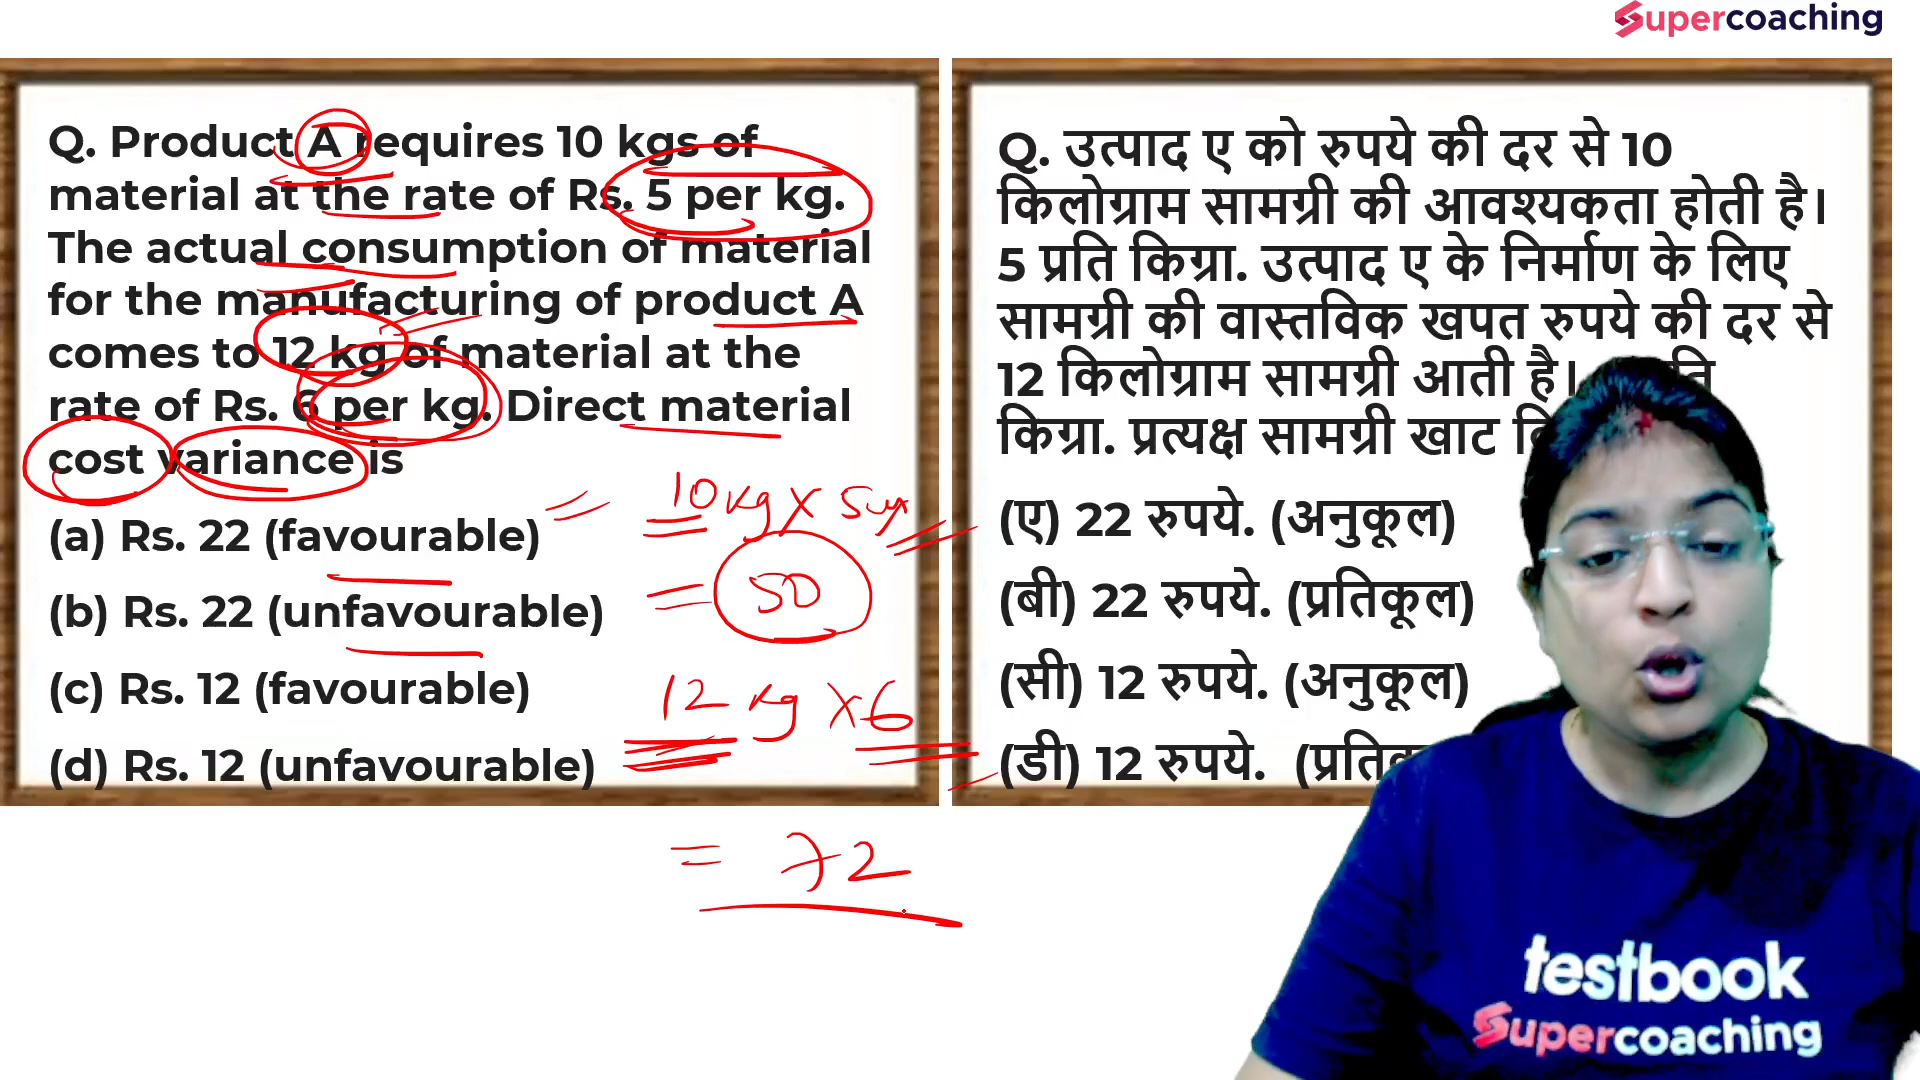 Supercoaching
Q. Product A requires 10 kgs of
material at the rate of Rs. 5 per kg.
The actual consumption of material
for the manufacturing of product A
comes to 12 kg of material at the
rate of Rs. 6 per kg. Direct material
cost variance is
(a) Rs. 22 (favourable)
(b) Rs. 22 (unfavourable)
(c) Rs. 12 (favourable)
(d) Rs. 12 (unfavourable)
10 kg x 5
= 50
12 kg x 6
= 72
Q. उत्पाद ए को रुपये की दर से 10
किलोग्राम सामग्री की आवश्यकता होती है।
5 प्रति किग्रा. उत्पाद ए के निर्माण के लिए
सामग्री की वास्तविक खपत रुपये की दर से
12 किलोग्राम सामग्री आती है।
किग्रा. प्रत्यक्ष सामग्री खाट
(ए) 22 रुपये. (अनुकूल)
(बी) 22 रुपये. (प्रतिकूल)
(सी) 12 रुपये. (अनुकूल)
(डी) 12 रुपये.
testbook
Supercoaching